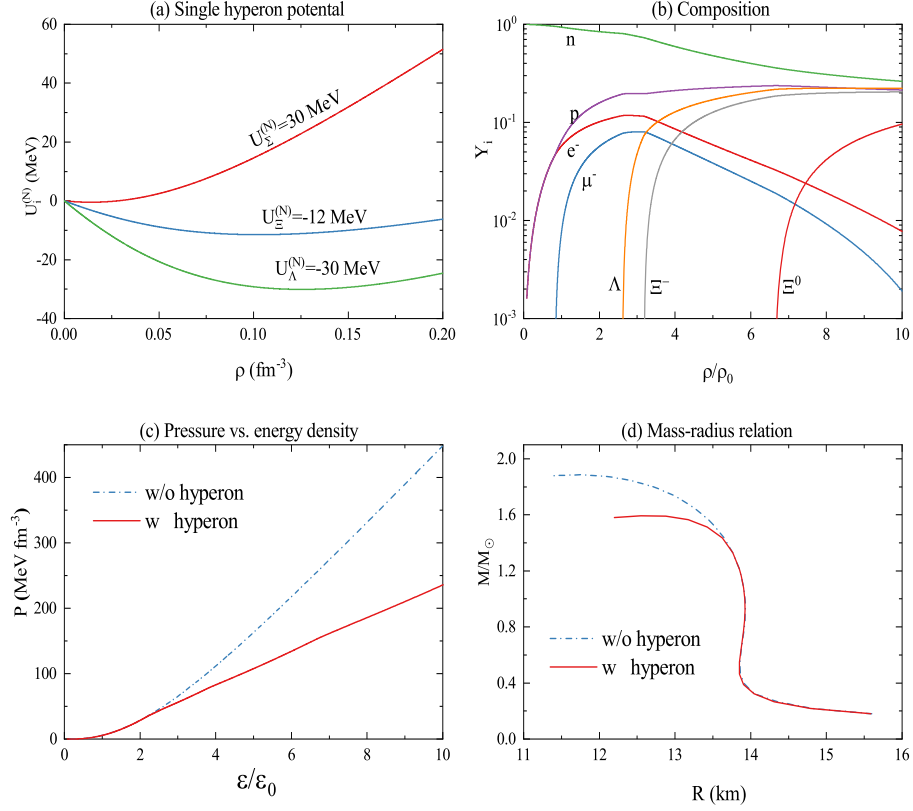 (a) Single hyperon potential
60
40
20
0
-20
-40
U_i^(N) (MeV)
U_Σ^(N)=30 MeV
U_Ξ^(N)=-12 MeV
U_Λ^(N)=-30 MeV
0.00 0.05 0.10 0.15 0.20
ρ (fm^-3)
(b) Composition
10^0
10^-1
10^-2
10^-3
Y_i
n
p
e^-
μ^-
Λ
Ξ^-
Ξ^0
0 2 4 6 8 10
ρ/ρ_0
(c) Pressure vs. energy density
400
300
200
100
0
P (MeV fm^-3)
w/o hyperon
w hyperon
0 2 4 6 8 10
ε/ε_0
(d) Mass-radius relation
2.0
1.6
1.2
0.8
0.4
0.0
M/M_⊙
w/o hyperon
w hyperon
11 12 13 14 15 16
R (km)